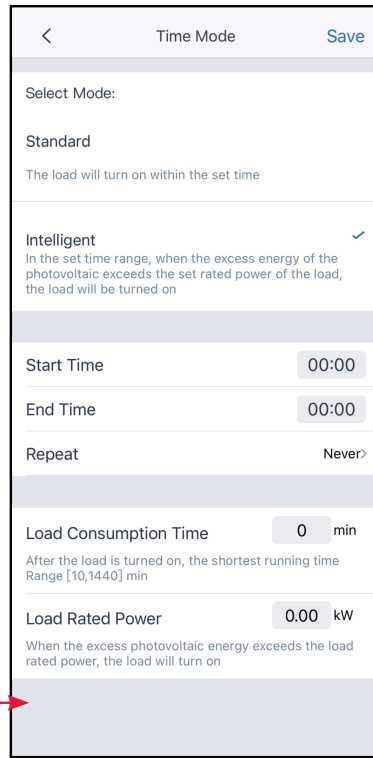 Time Mode Save
Select Mode:
Standard
The load will turn on within the set time
Intelligent
In the set time range, when the excess energy of the
photovoltaic exceeds the set rated power of the load,
the load will be turned on
Start Time 00:00
End Time 00:00
Repeat Never
Load Consumption Time 0 min
After the load is turned on, the shortest running time
Range [10,1440] min
Load Rated Power 0.00 kW
When the excess photovoltaic energy exceeds the load
rated power, the load will turn on